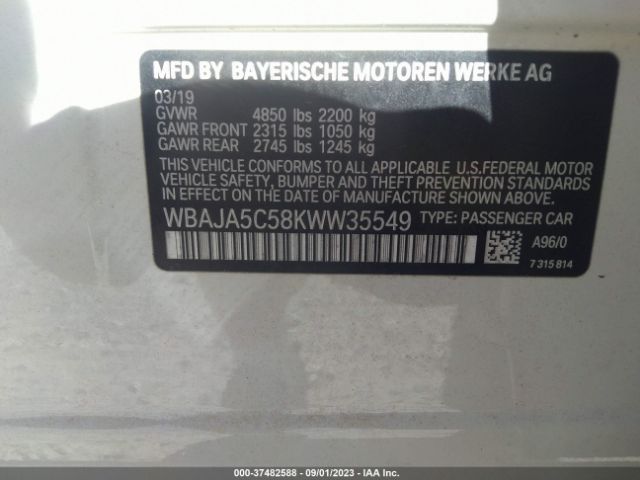 MFD BY BAYERISCHE MOTOREN WERKE AG
03/19
GVWR 4850 lbs 2200 kg
GAWR FRONT 2315 lbs 1050 kg
GAWR REAR 2745 lbs 1245 kg
THIS VEHICLE CONFORMS TO ALL APPLICABLE U.S.FEDERAL MOTOR
VEHICLE SAFETY, BUMPER AND THEFT PREVENTION STANDARDS
IN EFFECT ON THE DATE OF MANUFACTURE SHOWN ABOVE.
WBAJA5C58KWW35549 TYPE: PASSENGER CAR
A96/0
7315814
000-37482588 - 09/01/2023 - IAA Inc.